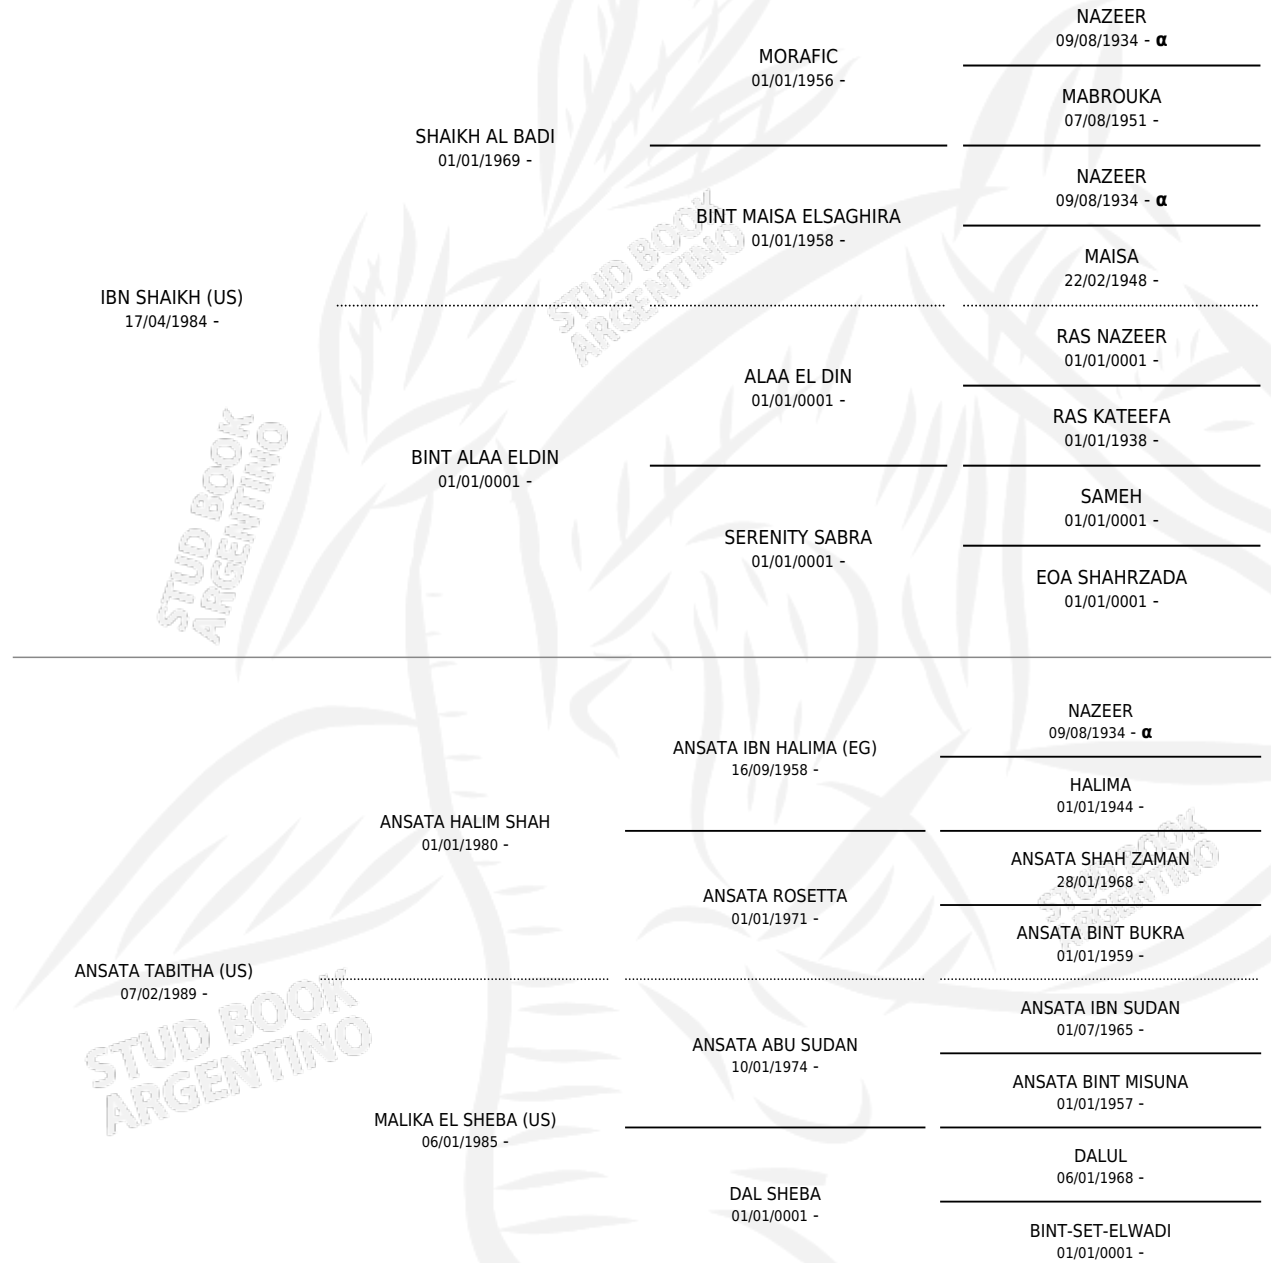 NAZEER
09/08/1934 - α
MORAFIC
01/01/1956 -
MABROUKA
07/08/1951 -
SHAIKH AL BADI
01/01/1969 -
NAZEER
09/08/1934 - α
BINT MAISA ELSAGHIRA
01/01/1958 -
MAISA
22/02/1948 -
IBN SHAIKH (US)
17/04/1984 -
RAS NAZEER
01/01/0001 -
ALAA EL DIN
01/01/0001 -
RAS KATEEFA
01/01/1938 -
BINT ALAA ELDIN
01/01/0001 -
SAMEH
01/01/0001 -
SERENITY SABRA
01/01/0001 -
EOA SHAHRZADA
01/01/0001 -
NAZEER
09/08/1934 - α
ANSATA IBN HALIMA (EG)
16/09/1958 -
HALIMA
01/01/1944 -
ANSATA HALIM SHAH
01/01/1980 -
ANSATA SHAH ZAMAN
28/01/1968 -
ANSATA ROSETTA
01/01/1971 -
ANSATA BINT BUKRA
01/01/1959 -
ANSATA TABITHA (US)
07/02/1989 -
ANSATA IBN SUDAN
01/07/1965 -
ANSATA ABU SUDAN
10/01/1974 -
ANSATA BINT MISUNA
01/01/1957 -
MALIKA EL SHEBA (US)
06/01/1985 -
DALUL
06/01/1968 -
DAL SHEBA
01/01/0001 -
BINT-SET-ELWADI
01/01/0001 -
STUD BOOK
ARGENTINO
STUD BOOK
ARGENTINO
STUD BOOK
ARGENTINO
STUD BOOK
ARGENTINO